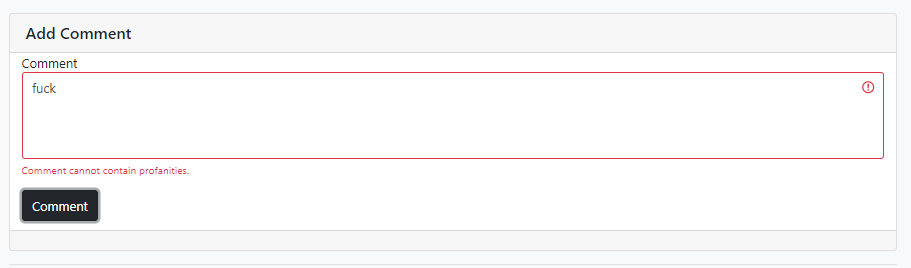 Add Comment
Comment
fuck
Comment cannot contain profanities.
Comment